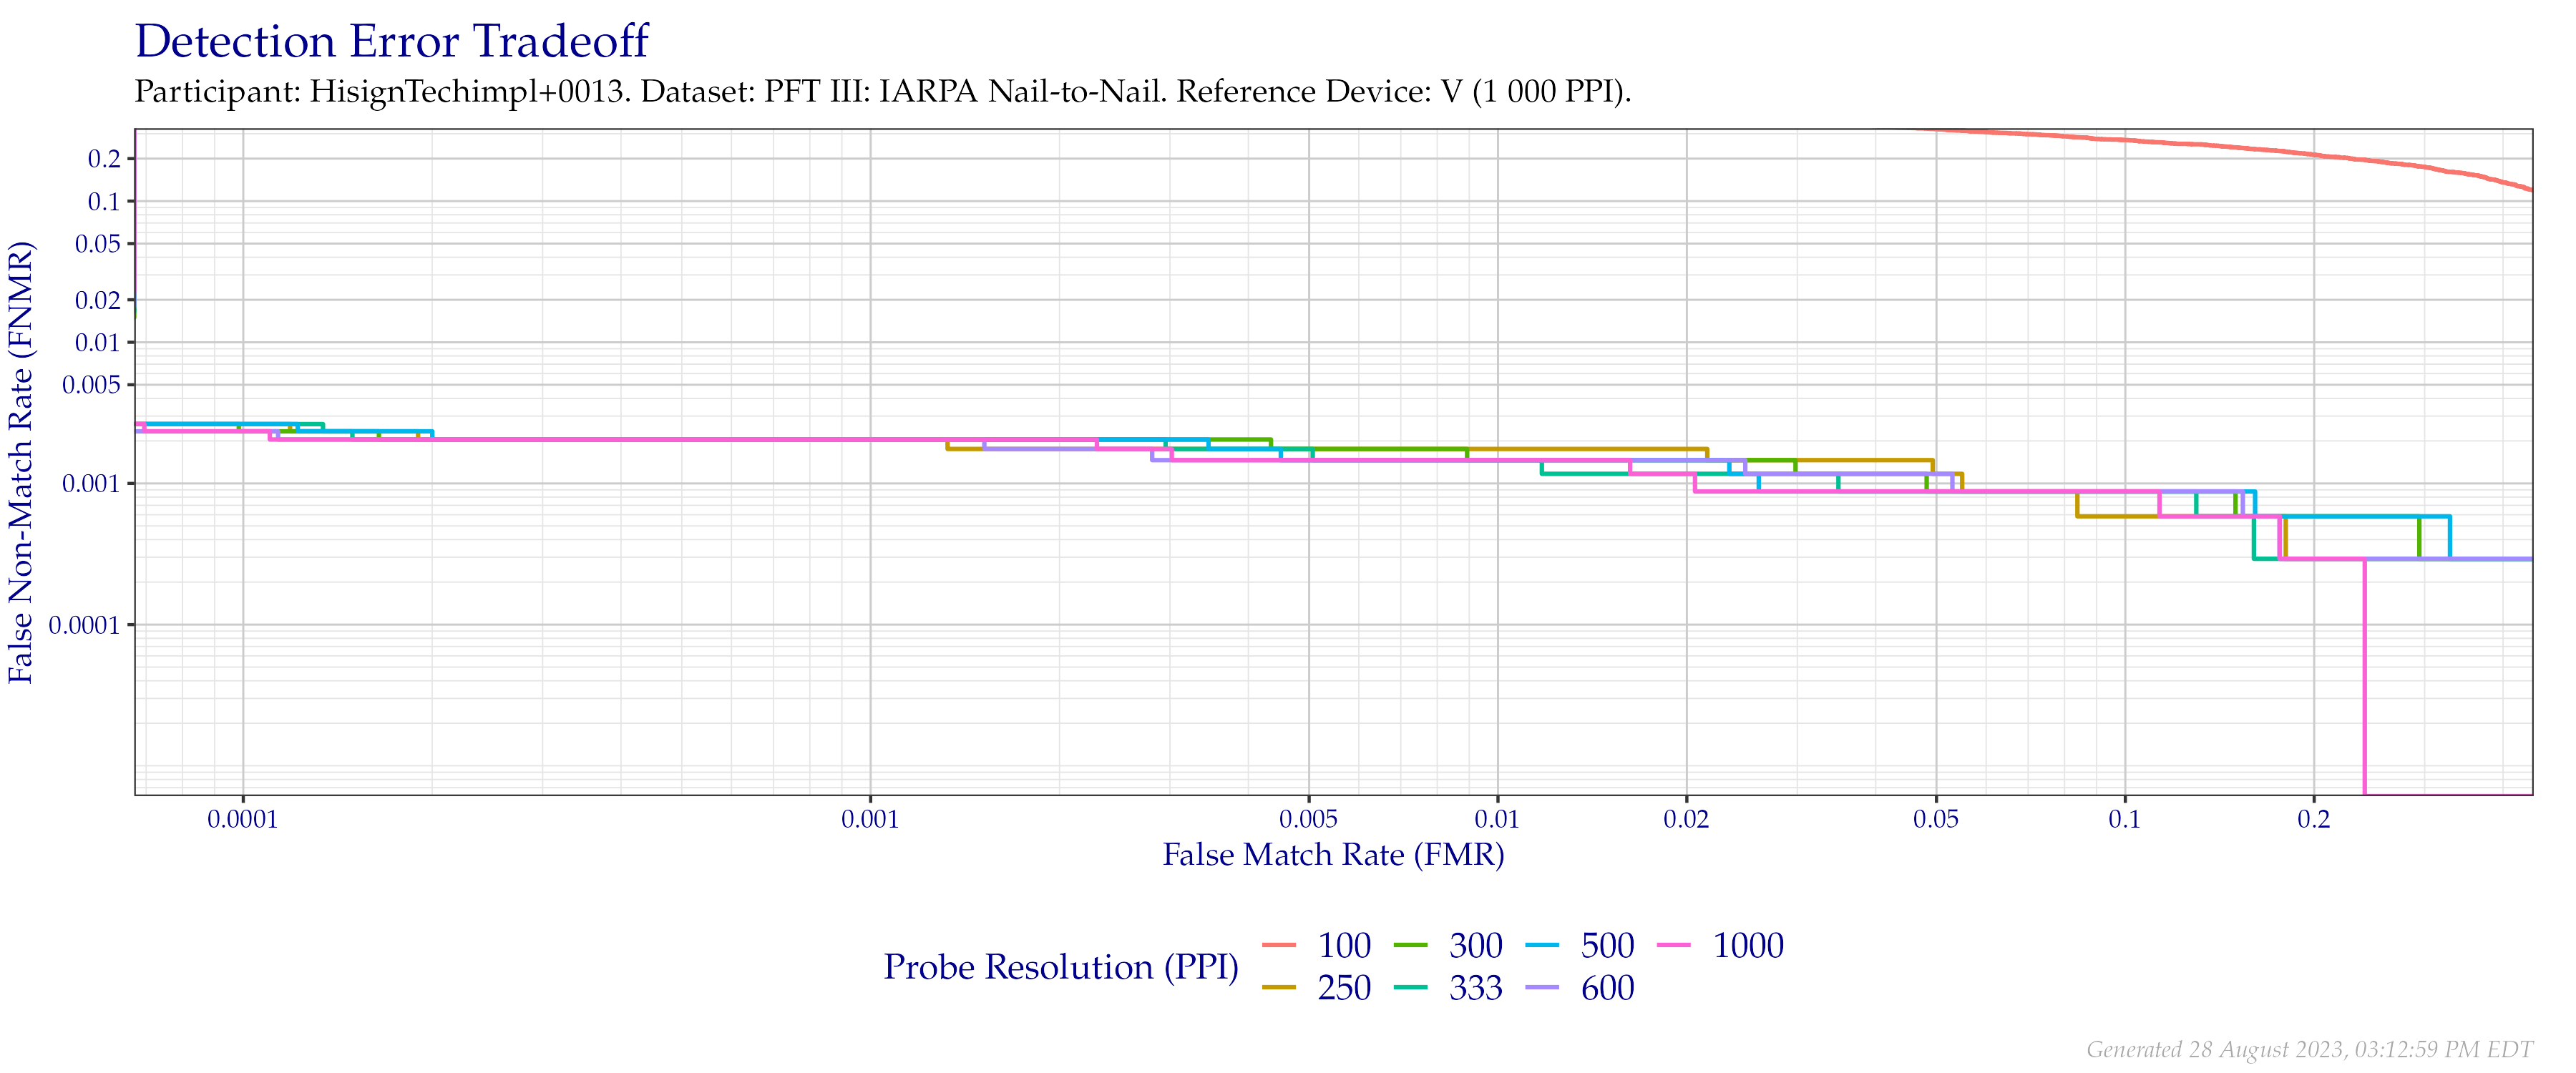 Detection Error Tradeoff
Participant: HisignTechimpl+0013. Dataset: PFT III: IARPA Nail-to-Nail. Reference Device: V (1 000 PPI).
False Non-Match Rate (FNMR)
0.2
0.1
0.05
0.02
0.01
0.005
0.001
0.0001
0.0001 0.001 0.005 0.01 0.02 0.05 0.1 0.2
False Match Rate (FMR)
Probe Resolution (PPI)
100 300 500 1000
250 333 600
Generated 28 August 2023, 03:12:59 PM EDT